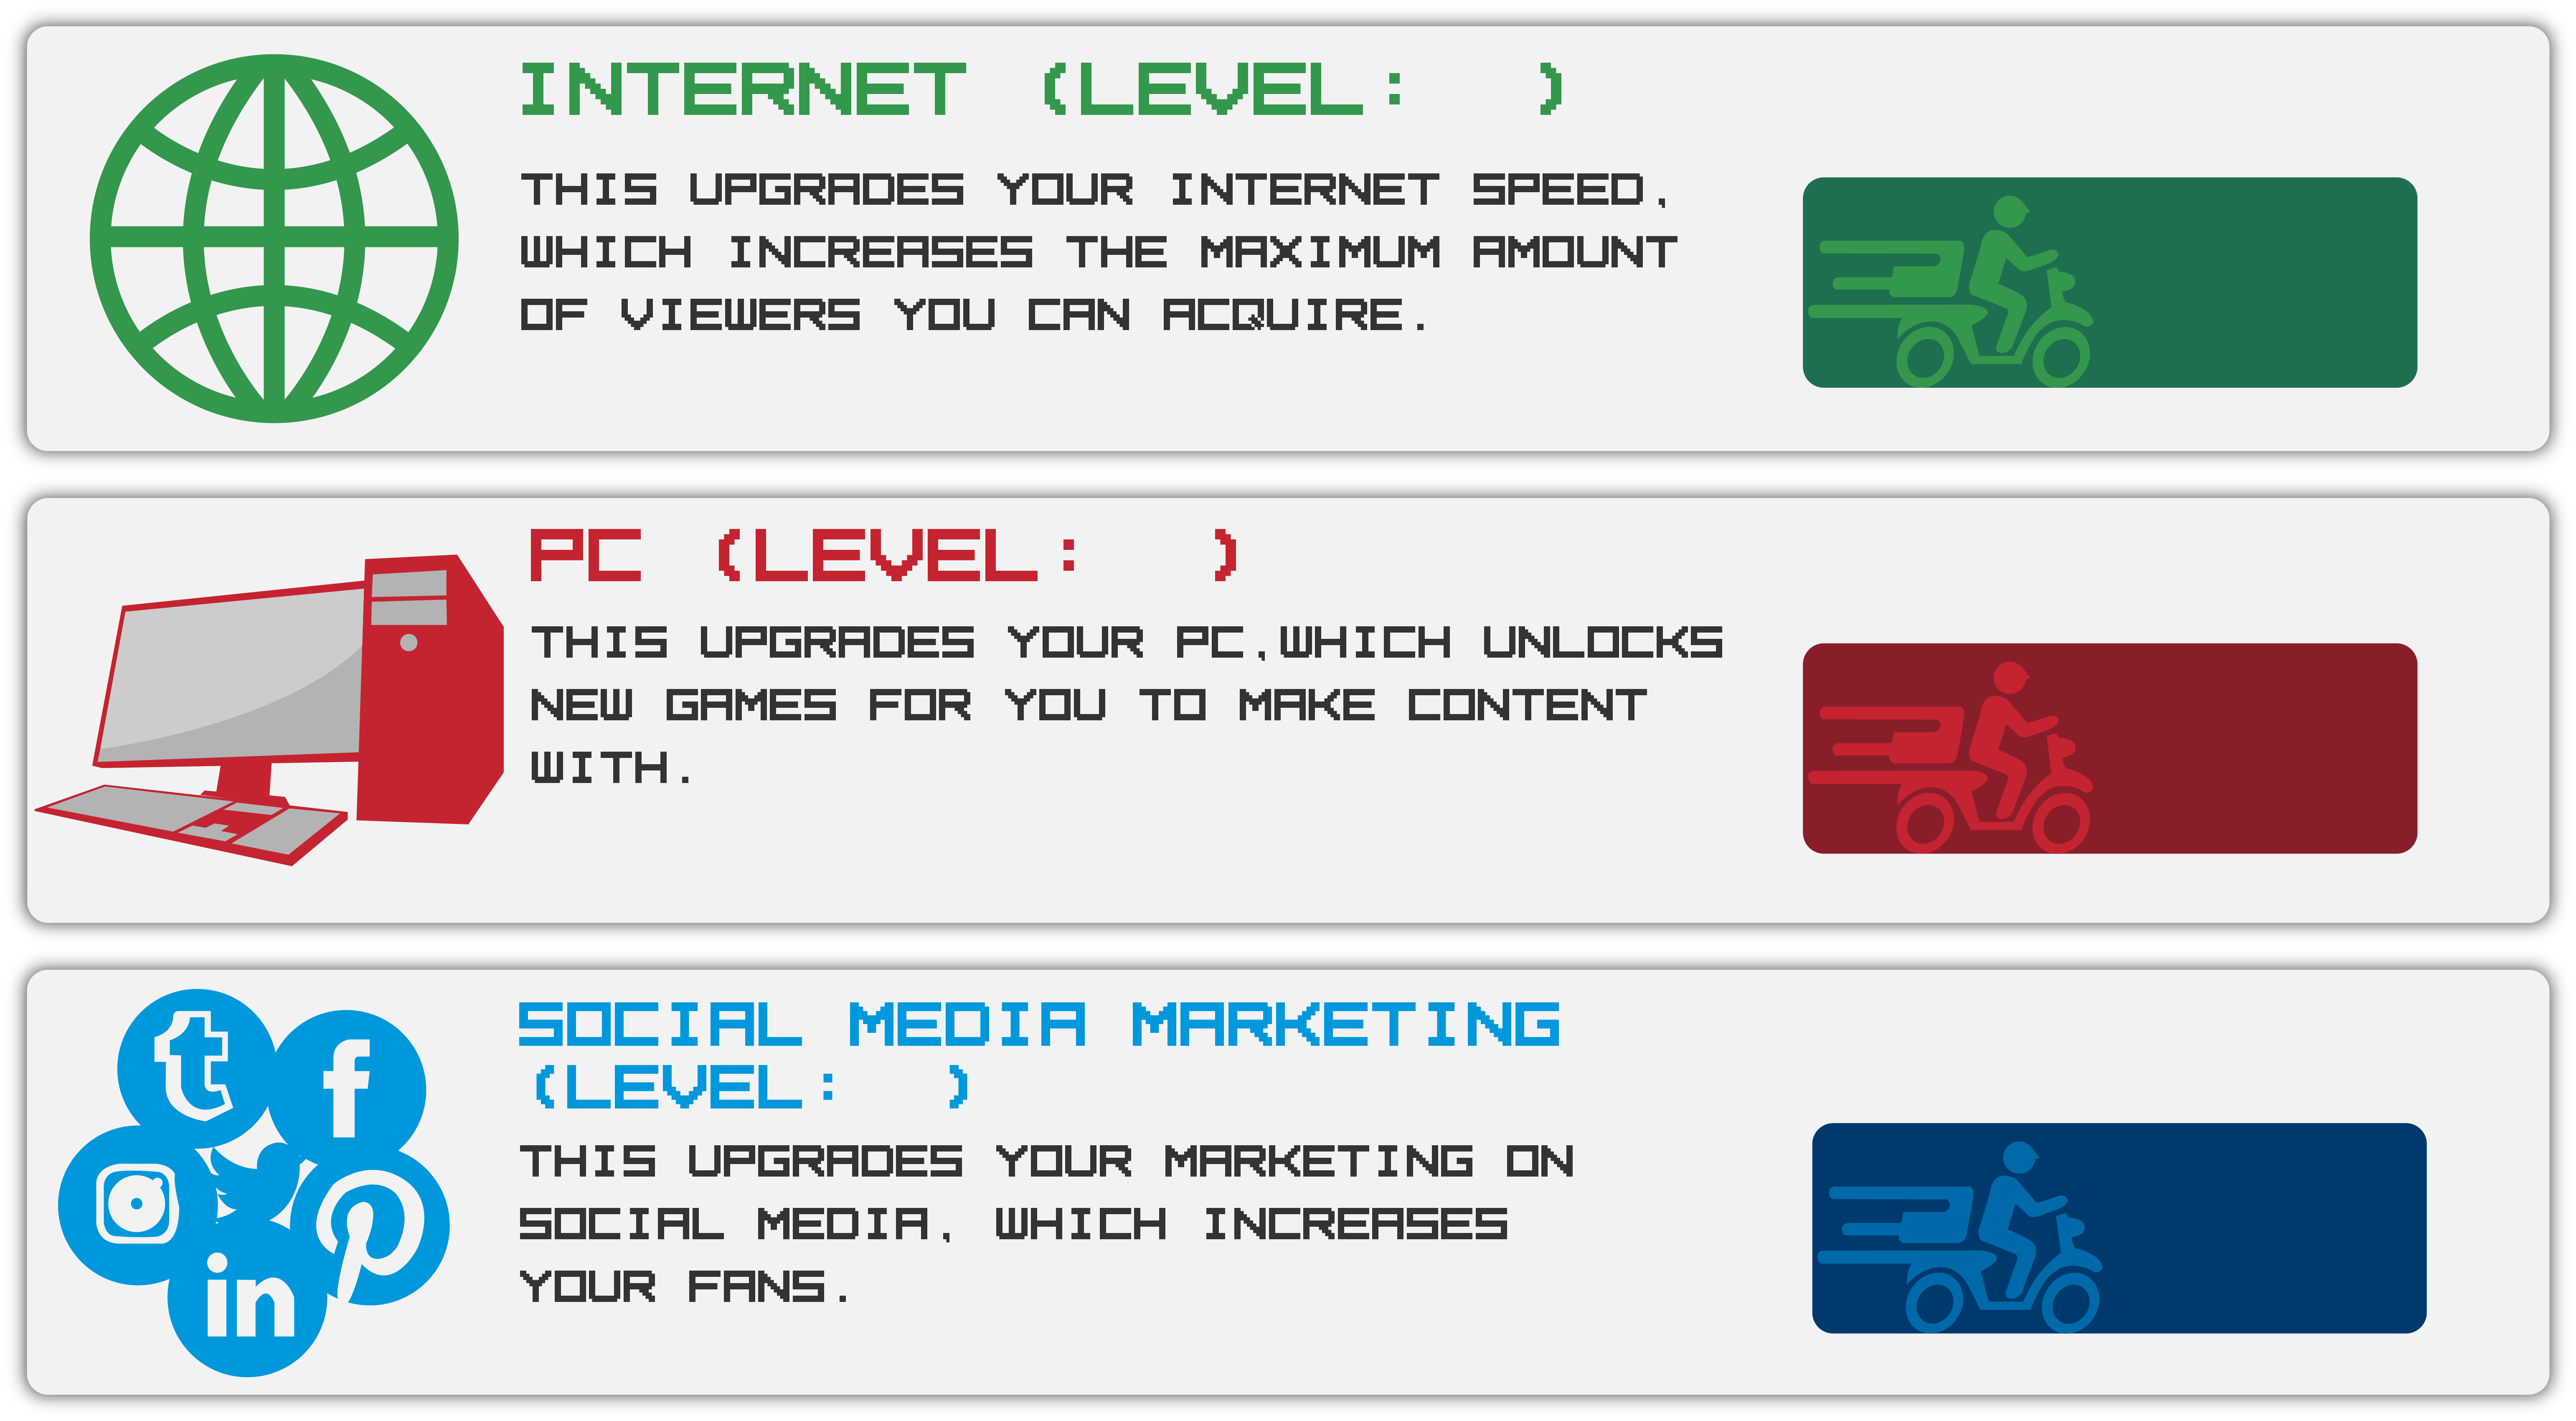 INTERNET (LEVEL:  )
THIS UPGRADES YOUR INTERNET SPEED,
WHICH INCREASES THE MAXIMUM AMOUNT
OF VIEWERS YOU CAN ACQUIRE.
PC (LEVEL:  )
THIS UPGRADES YOUR PC,WHICH UNLOCKS
NEW GAMES FOR YOU TO MAKE CONTENT
WITH.
t
f
in
SOCIAL MEDIA MARKETING
(LEVEL:  )
THIS UPGRADES YOUR MARKETING ON
SOCIAL MEDIA, WHICH INCREASES
YOUR FANS.